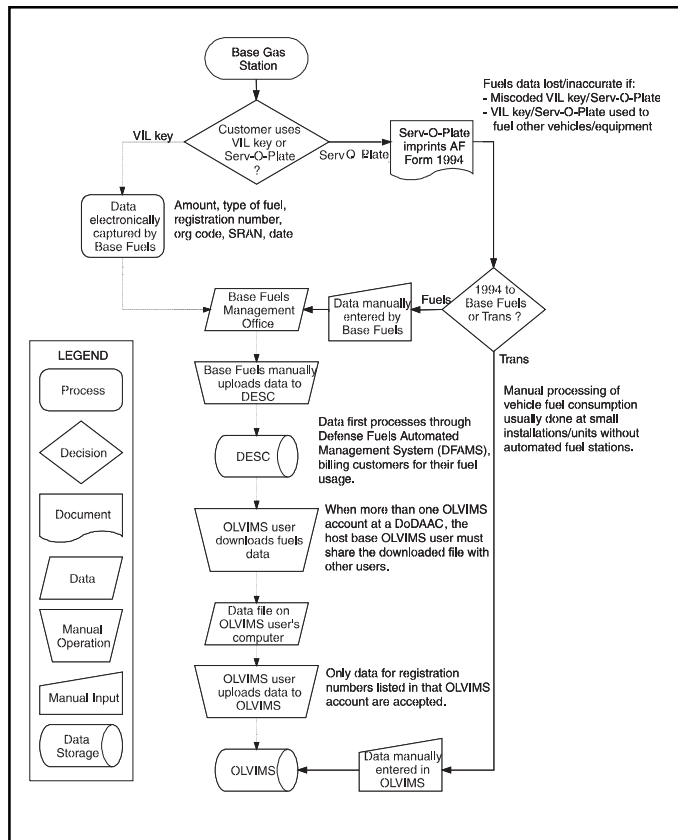 Base Gas
Station
Fuels data lost/inaccurate if:
- Miscoded VIL key/Serv-O-Plate
- VIL key/Serv-O-Plate used to
fuel other vehicles/equipment
VIL key
Customer uses
VIL key or
Serv-O-Plate
?
Serv-O-Plate
Serv-O-Plate
imprints AF
Form 1994
Data
electronically
captured by
Base Fuels
Amount, type of fuel,
registration number,
org code, SRAN, date
1994 to
Base Fuels
or Trans ?
Fuels
Data manually
entered by
Base Fuels
Base Fuels
Management
Office
Trans
LEGEND
Process
Decision
Document
Data
Manual
Operation
Manual Input
Data
Storage
Base Fuels manually
uploads data to
DESC
Manual processing of
vehicle fuel consumption
usually done at small
installations/units without
automated fuel stations.
DESC
Data first processes through
Defense Fuels Automated
Management System (DFAMS),
billing customers for their fuel
usage.
OLVIMS user
downloads fuels
data
When more than one OLVIMS
account at a DoDAAC, the
host base OLVIMS user must
share the downloaded file with
other users.
Data file on
OLVIMS user's
computer
OLVIMS user
uploads data to
OLVIMS
Only data for registration
numbers listed in that OLVIMS
account are accepted.
OLVIMS
Data manually
entered in
OLVIMS